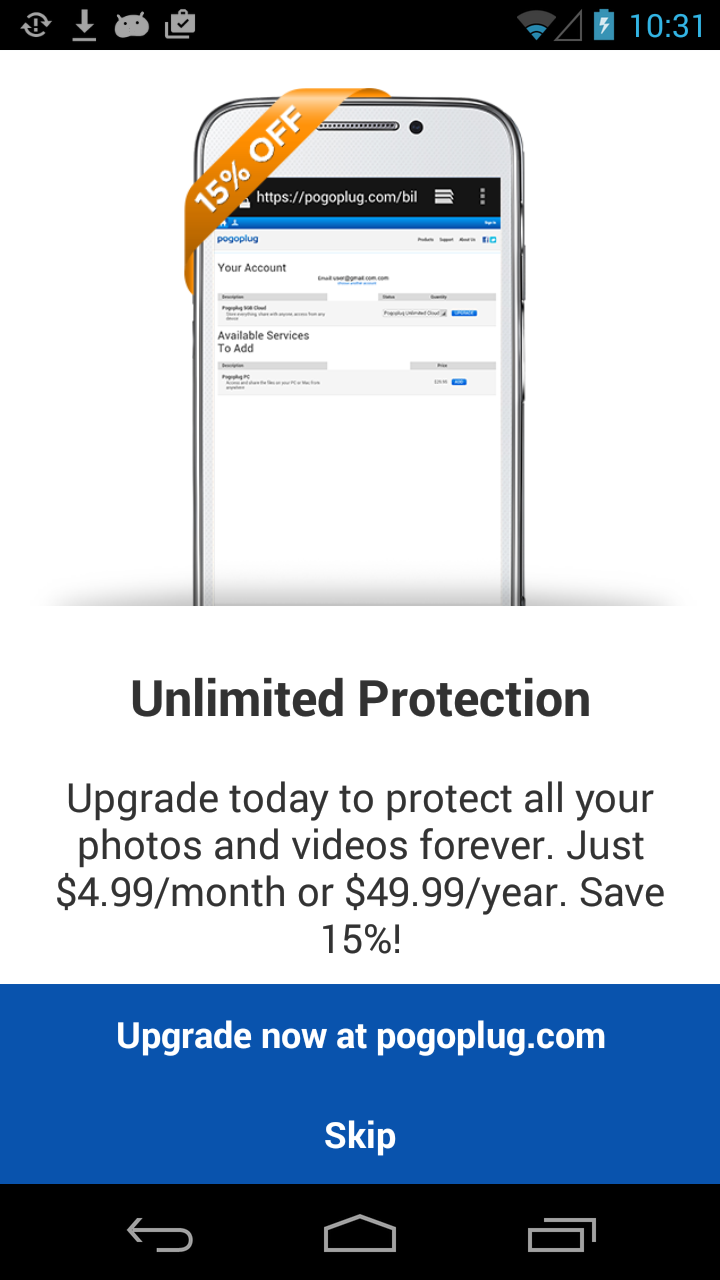 10:31
15% OFF
https://pogoplug.com/bil
Sign In
pogoplug
Products Support About Us
Your Account
Email: user@gmail.com.com
Description Status Quantity
Pogoplug 5GB Cloud
Pogoplug Unlimited Cloud UPGRADE
Store everything, share with anyone, access from any
device
Available Services
To Add
Description Price
Pogoplug PC
$29.95 ADD
Access and share the files on your PC or Mac from
anywhere
Unlimited Protection
Upgrade today to protect all your
photos and videos forever. Just
$4.99/month or $49.99/year. Save
15%!
Upgrade now at pogoplug.com
Skip